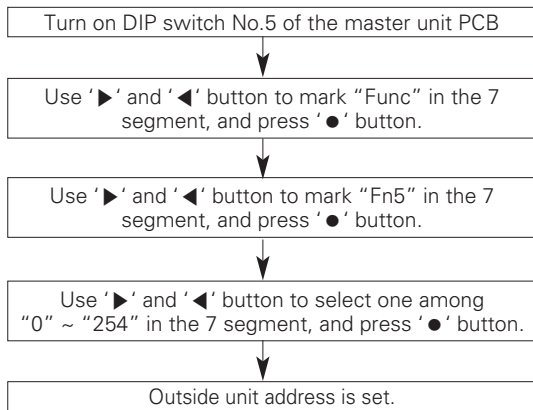 Turn on DIP switch No.5 of the master unit PCB
Use ‘▶‘ and ‘◀‘ button to mark “Func” in the 7
segment, and press ‘●‘ button.
Use ‘▶‘ and ‘◀‘ button to mark “Fn5” in the 7
segment, and press ‘●‘ button.
Use ‘▶‘ and ‘◀‘ button to select one among
“0” ~ “254” in the 7 segment, and press ‘●‘ button.
Outside unit address is set.